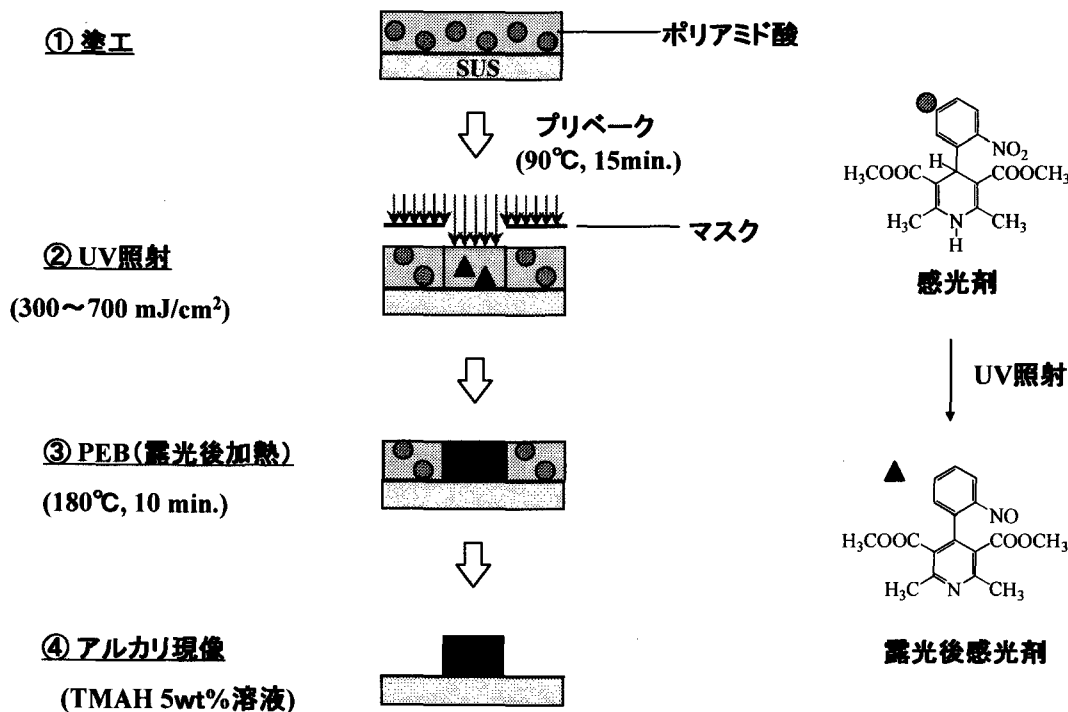 ① 塗工
ポリアミド酸
SUS
プリベーク
(90℃, 15min.)
マスク
② UV照射
(300～700 mJ/cm²)
③ PEB(露光後加熱)
(180℃, 10 min.)
④ アルカリ現像
(TMAH 5wt%溶液)
NO₂
H
H₃COOC
COOCH₃
H₃C
N
CH₃
H
感光剤
UV照射
NO
H₃COOC
COOCH₃
H₃C
N
CH₃
露光後感光剤